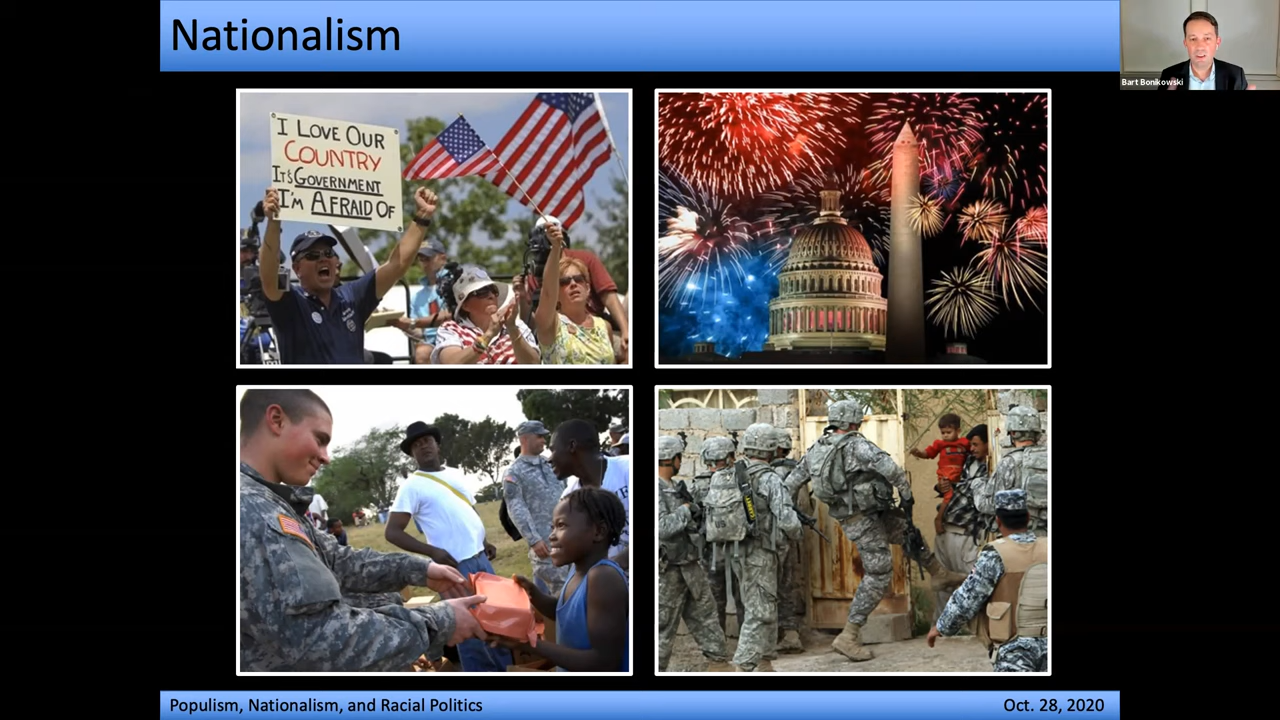 Nationalism
Bart Bonikowski
I LOVE OUR
COUNTRY
IT'S GOVERNMENT
I'M AFRAID OF
Populism, Nationalism, and Racial Politics
Oct. 28, 2020